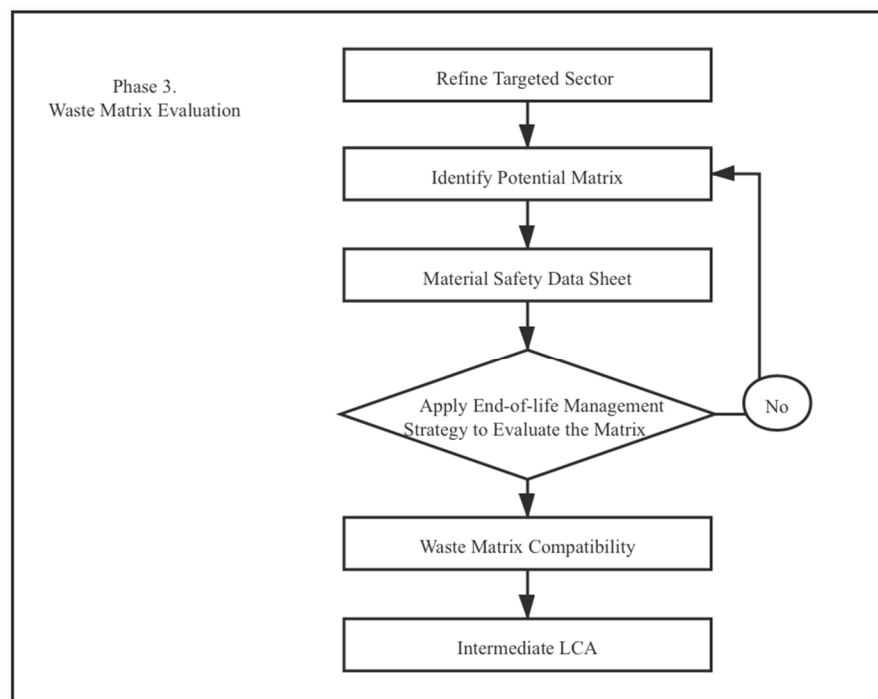 Phase 3.
Waste Matrix Evaluation
Refine Targeted Sector
Identify Potential Matrix
Material Safety Data Sheet
Apply End-of-life Management
Strategy to Evaluate the Matrix
No
Waste Matrix Compatibility
Intermediate LCA